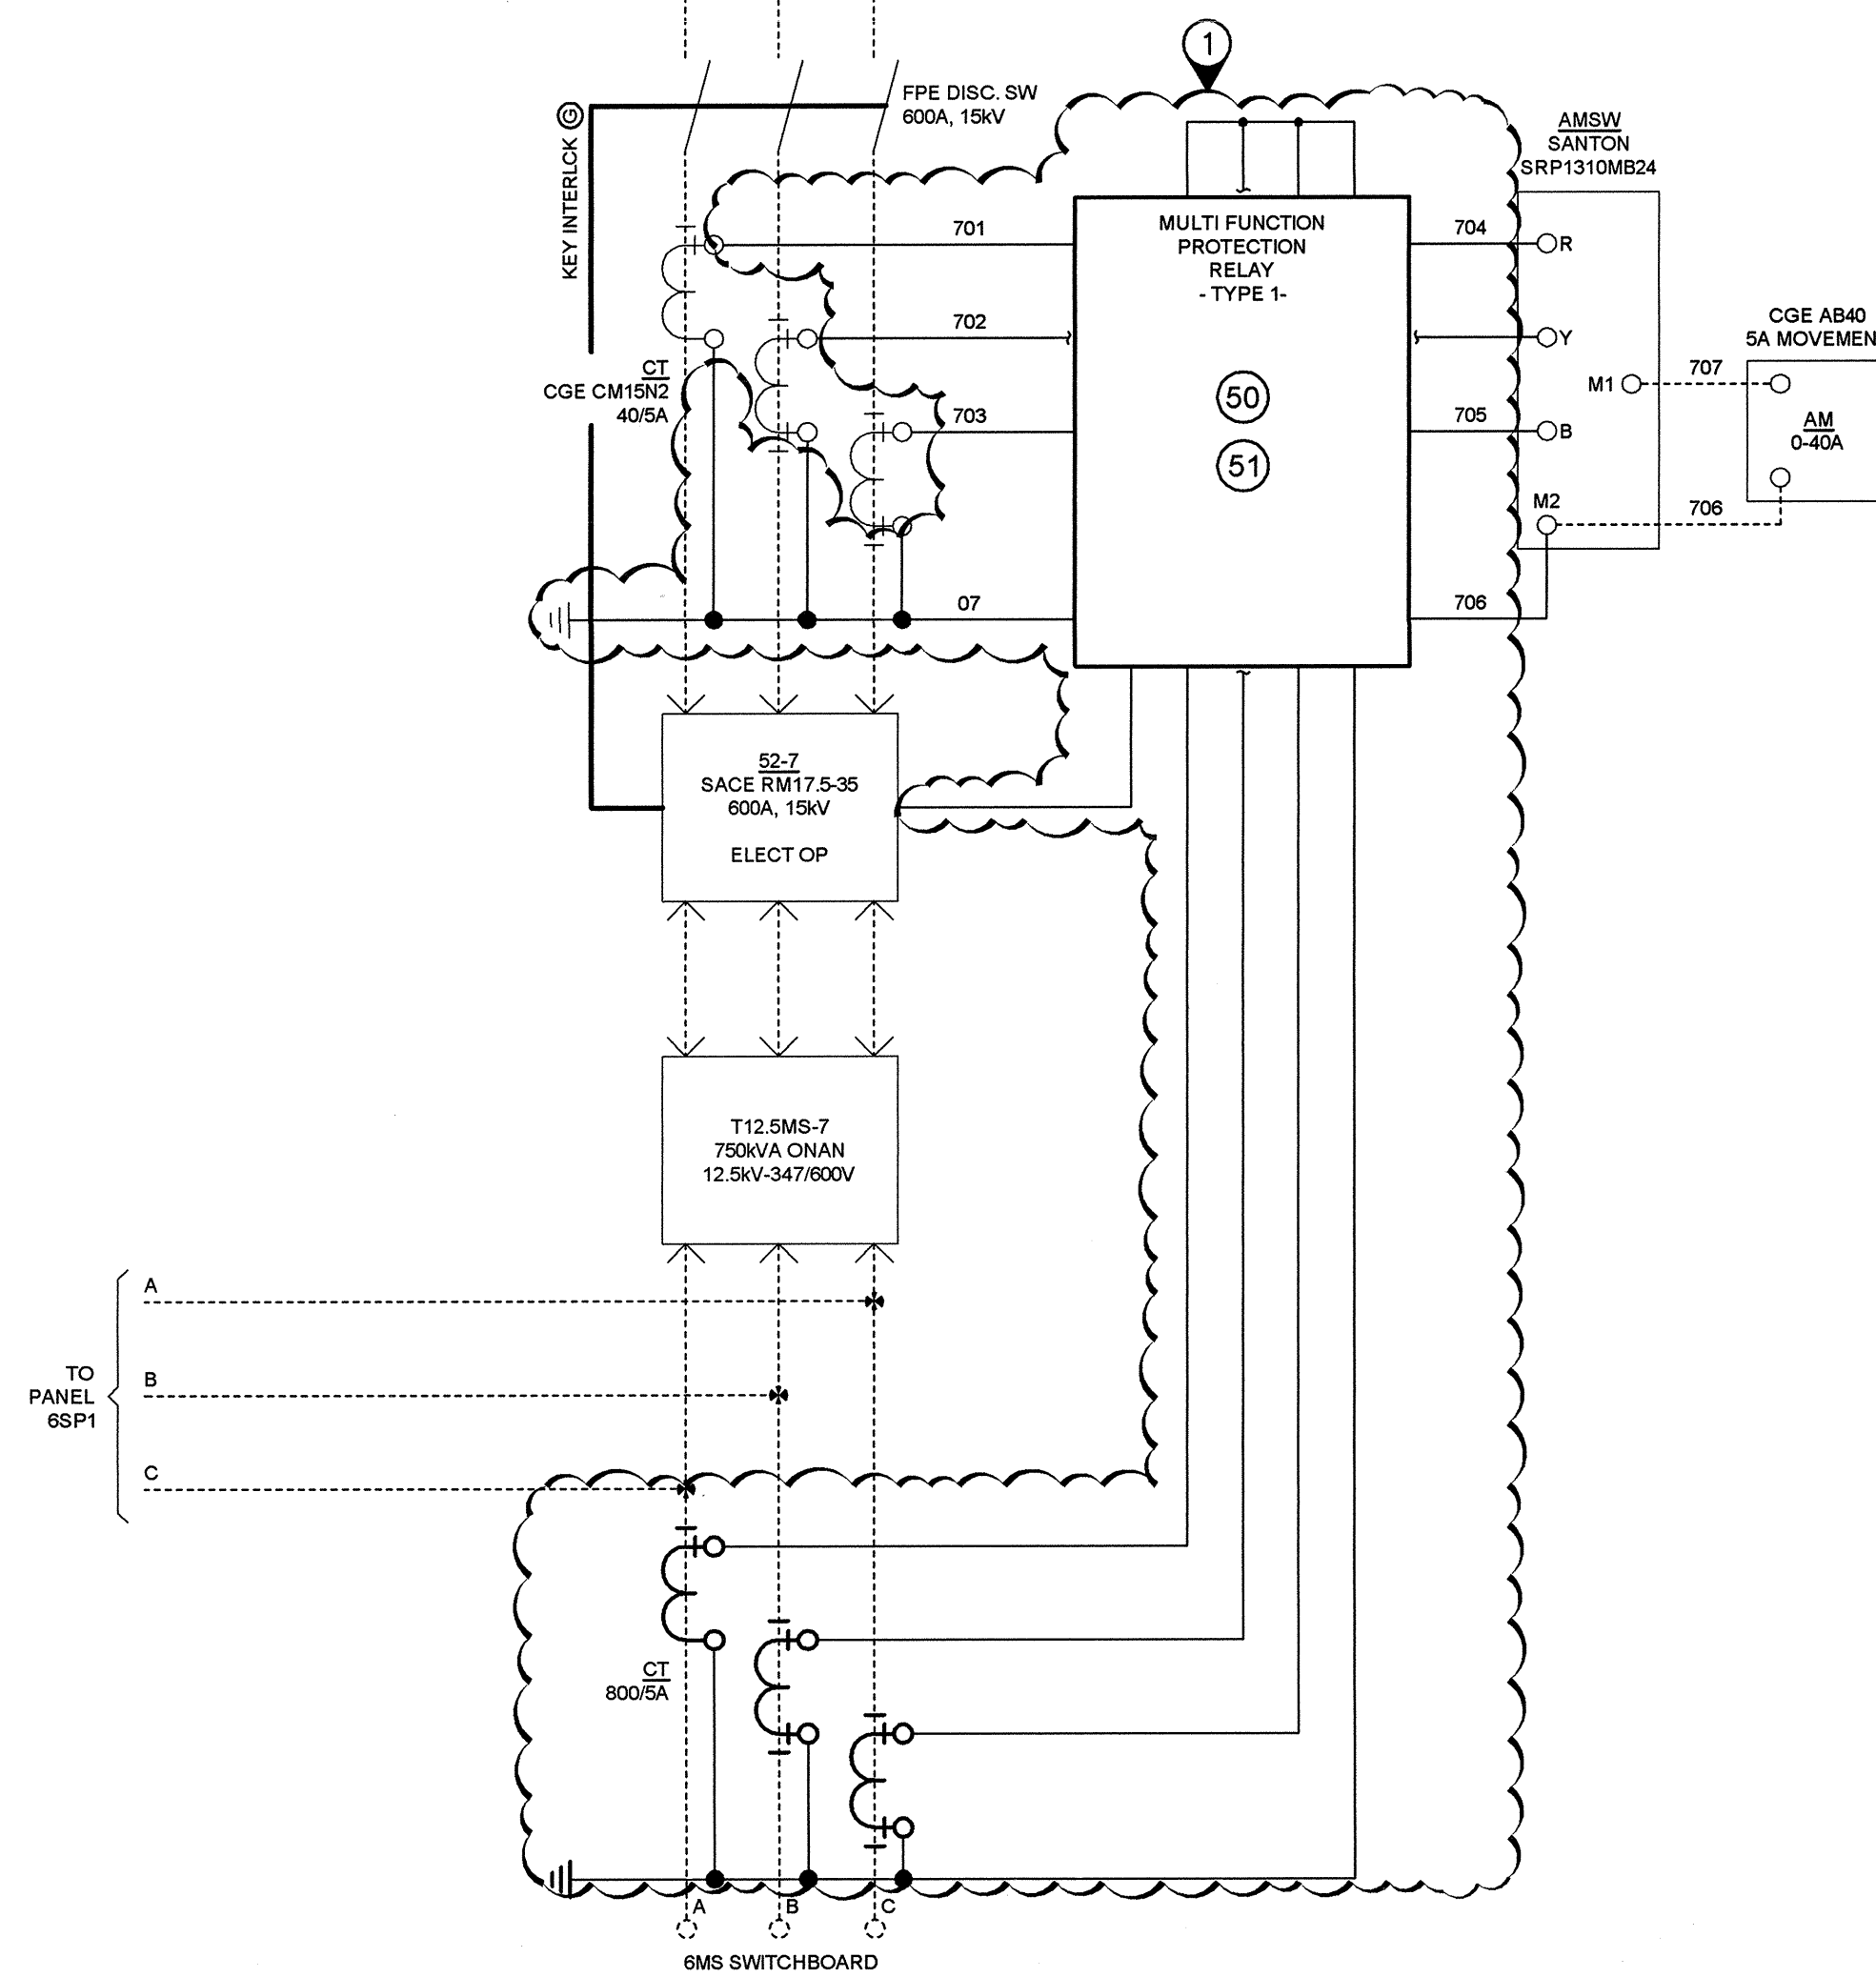 1
FPE DISC. SW
600A, 15kV
KEY INTERLCK G
AMSW
SANTON
SRP1310MB24
MULTI FUNCTION
PROTECTION
RELAY
- TYPE 1-
50
51
701
702
703
07
704
705
706
R
Y
B
M1
M2
707
706
CGE AB40
5A MOVEMEN
AM
0-40A
CT
CGE CM15N2
40/5A
52-7
SACE RM17.5-35
600A, 15kV
ELECT OP
T12.5MS-7
750kVA ONAN
12.5kV-347/600V
A
B
C
TO
PANEL
6SP1
CT
800/5A
A B C
6MS SWITCHBOARD